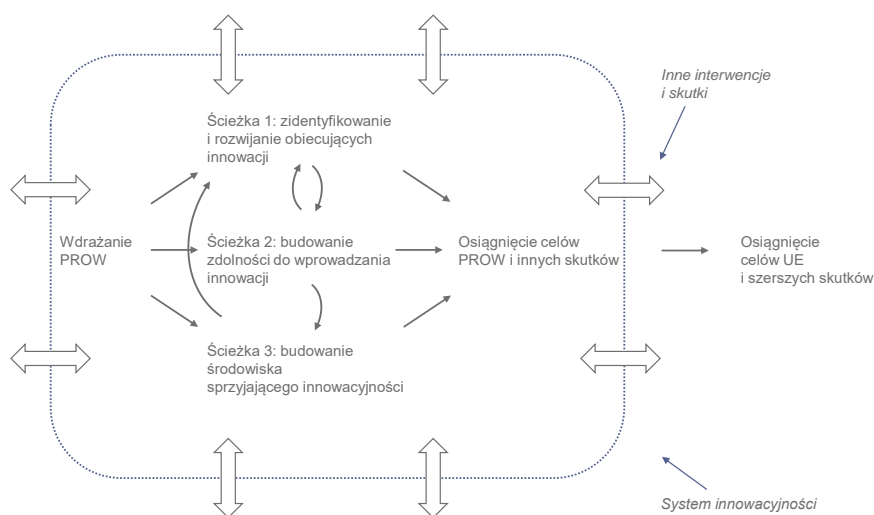 Inne interwencje
i skutki
Ścieżka 1: zidentyfikowanie
i rozwijanie obiecujących
innowacji
Wdrażanie
PROW
Ścieżka 2: budowanie
zdolności do wprowadzania
innowacji
Osiągnięcie celów
PROW i innych skutków
Osiągnięcie
celów UE
i szerszych skutków
Ścieżka 3: budowanie
środowiska
sprzyjającego innowacyjności
System innowacyjności